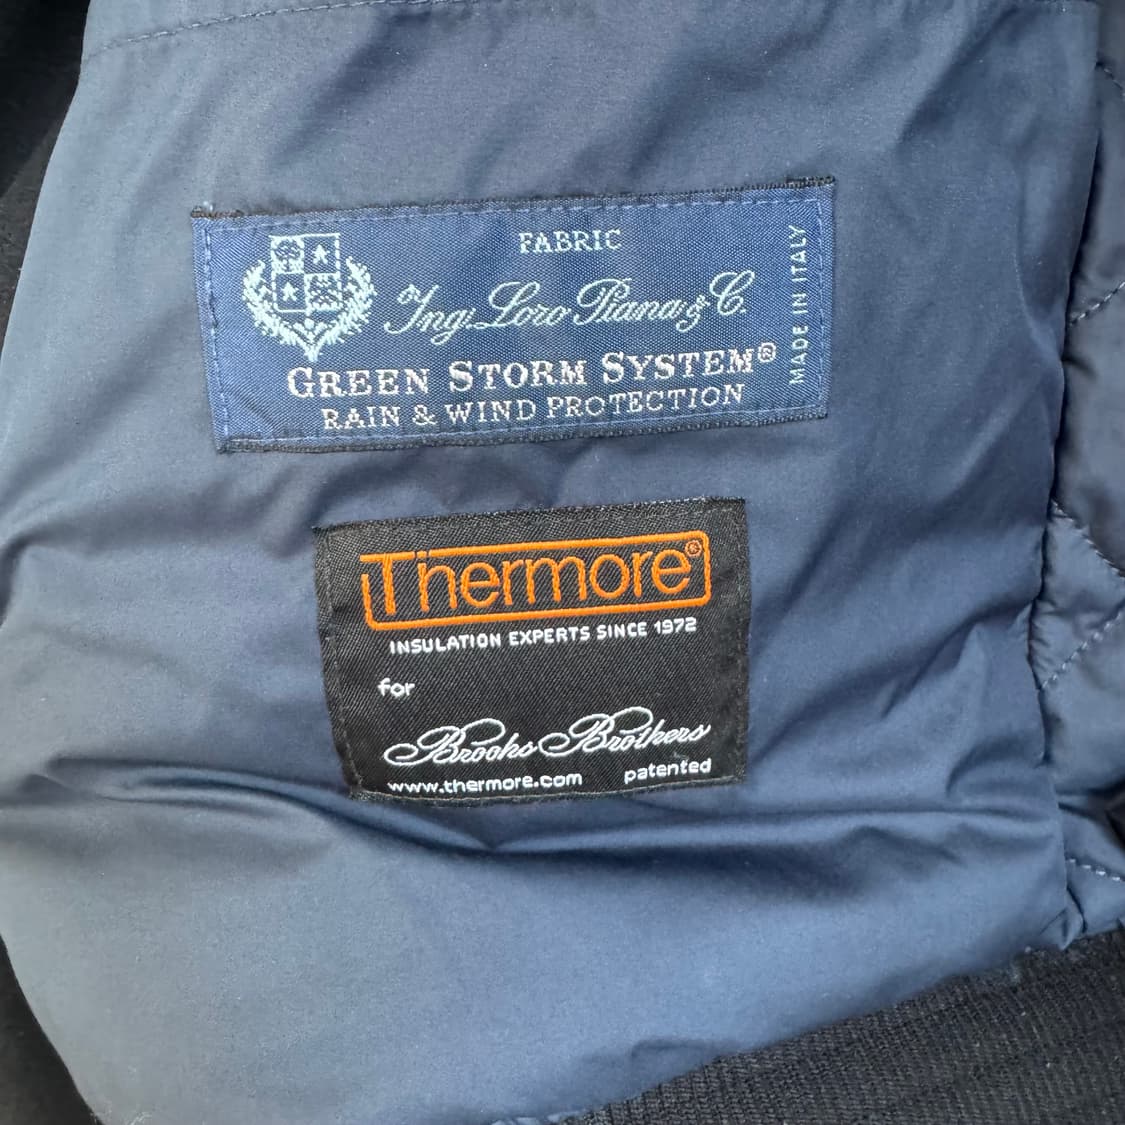 FABRIC
Ing. Loro Piana & C.
GREEN STORM SYSTEM®
RAIN & WIND PROTECTION
MADE IN ITALY
Thermore®
INSULATION EXPERTS SINCE 1972
for
Brooks Brothers
www.thermore.com patented